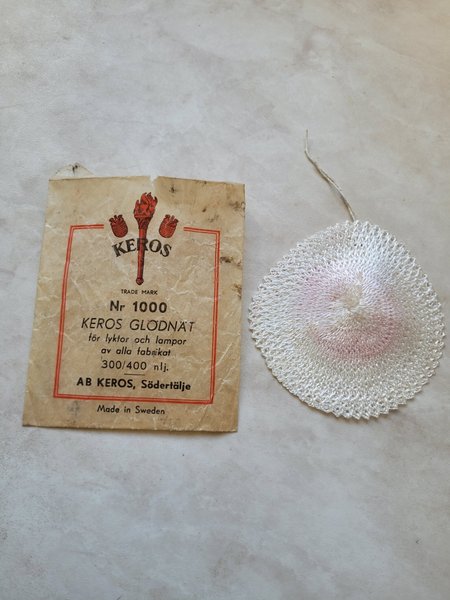 KEROS
TRADE MARK
Nr 1000
KEROS GLÖDNÄT
för lyktor och lampor
av alla fabrikat
300/400 nlj.
AB KEROS, Södertälje
Made in Sweden